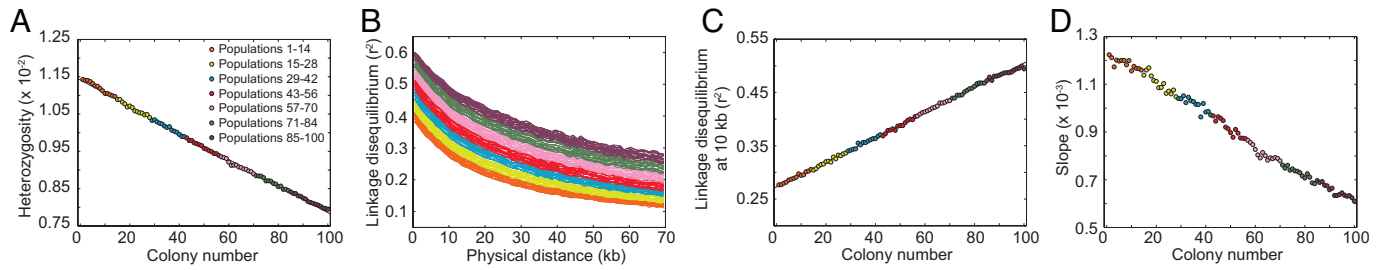 A
Heterozygosity (x 10-2)
1.25
1.15
1.05
0.95
0.85
0.75
Populations 1-14
Populations 15-28
Populations 29-42
Populations 43-56
Populations 57-70
Populations 71-84
Populations 85-100
0 20 40 60 80 100
Colony number
B
Linkage disequilibrium (r2)
0.6
0.5
0.4
0.3
0.2
0.1
0 10 20 30 40 50 60 70
Physical distance (kb)
C
Linkage disequilibrium
at 10 kb (r2)
0.55
0.45
0.35
0.25
0 20 40 60 80 100
Colony number
D
Slope (x 10-3)
1.3
1.1
0.9
0.7
0.5
0 20 40 60 80 100
Colony number